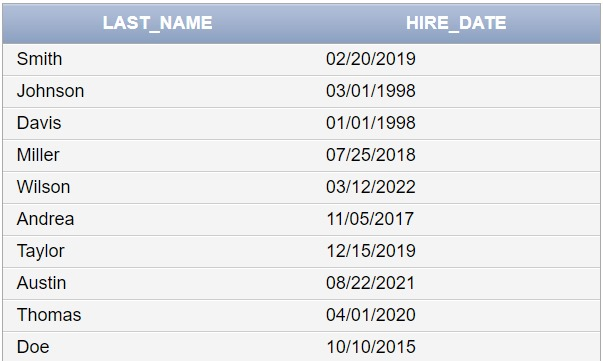 LAST_NAME HIRE_DATE
Smith 02/20/2019
Johnson 03/01/1998
Davis 01/01/1998
Miller 07/25/2018
Wilson 03/12/2022
Andrea 11/05/2017
Taylor 12/15/2019
Austin 08/22/2021
Thomas 04/01/2020
Doe 10/10/2015